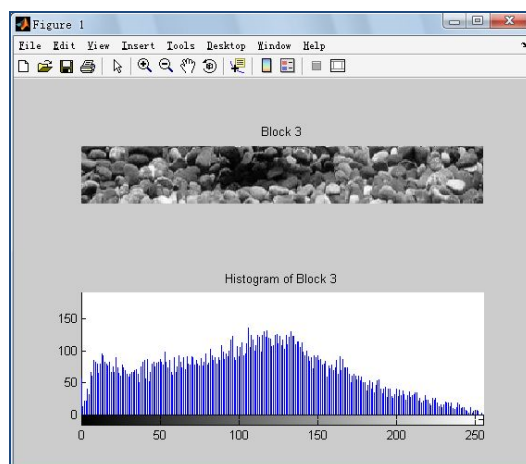 Figure 1
File Edit View Insert Tools Desktop Window Help
Block 3
Histogram of Block 3
150
100
50
0
0 50 100 150 200 250